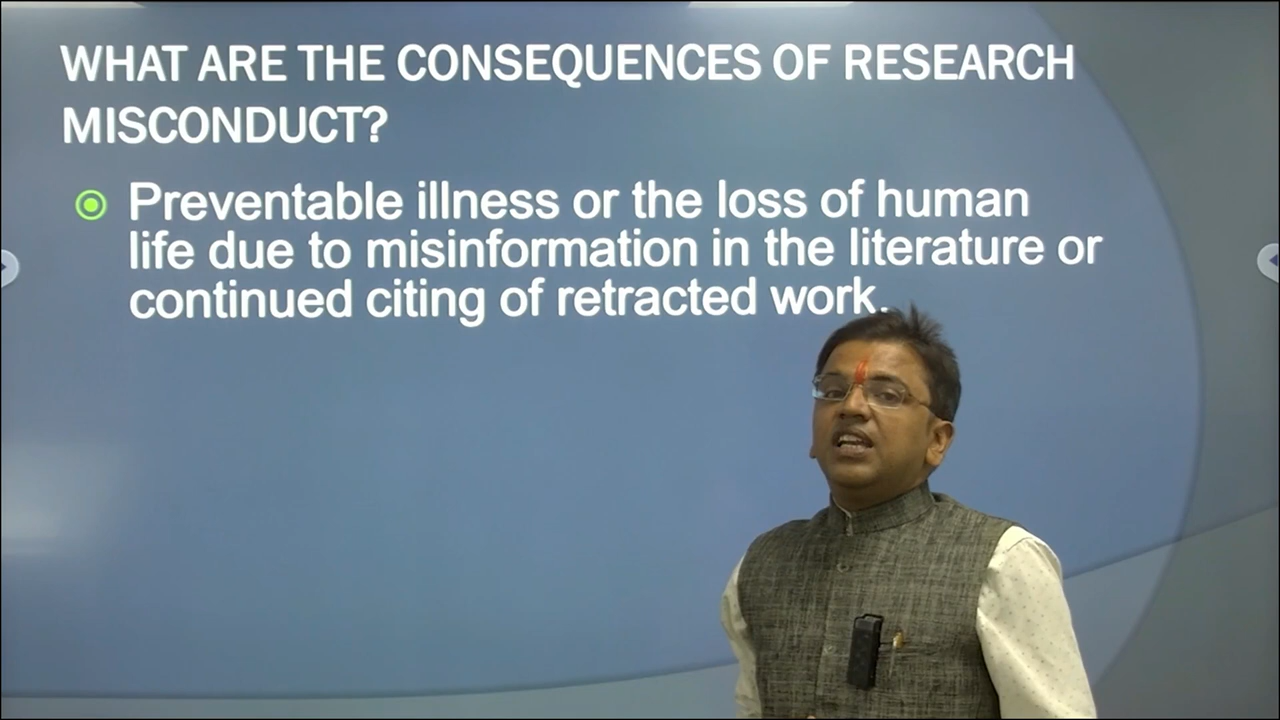 WHAT ARE THE CONSEQUENCES OF RESEARCH
MISCONDUCT?
Preventable illness or the loss of human
life due to misinformation in the literature or
continued citing of retracted work.